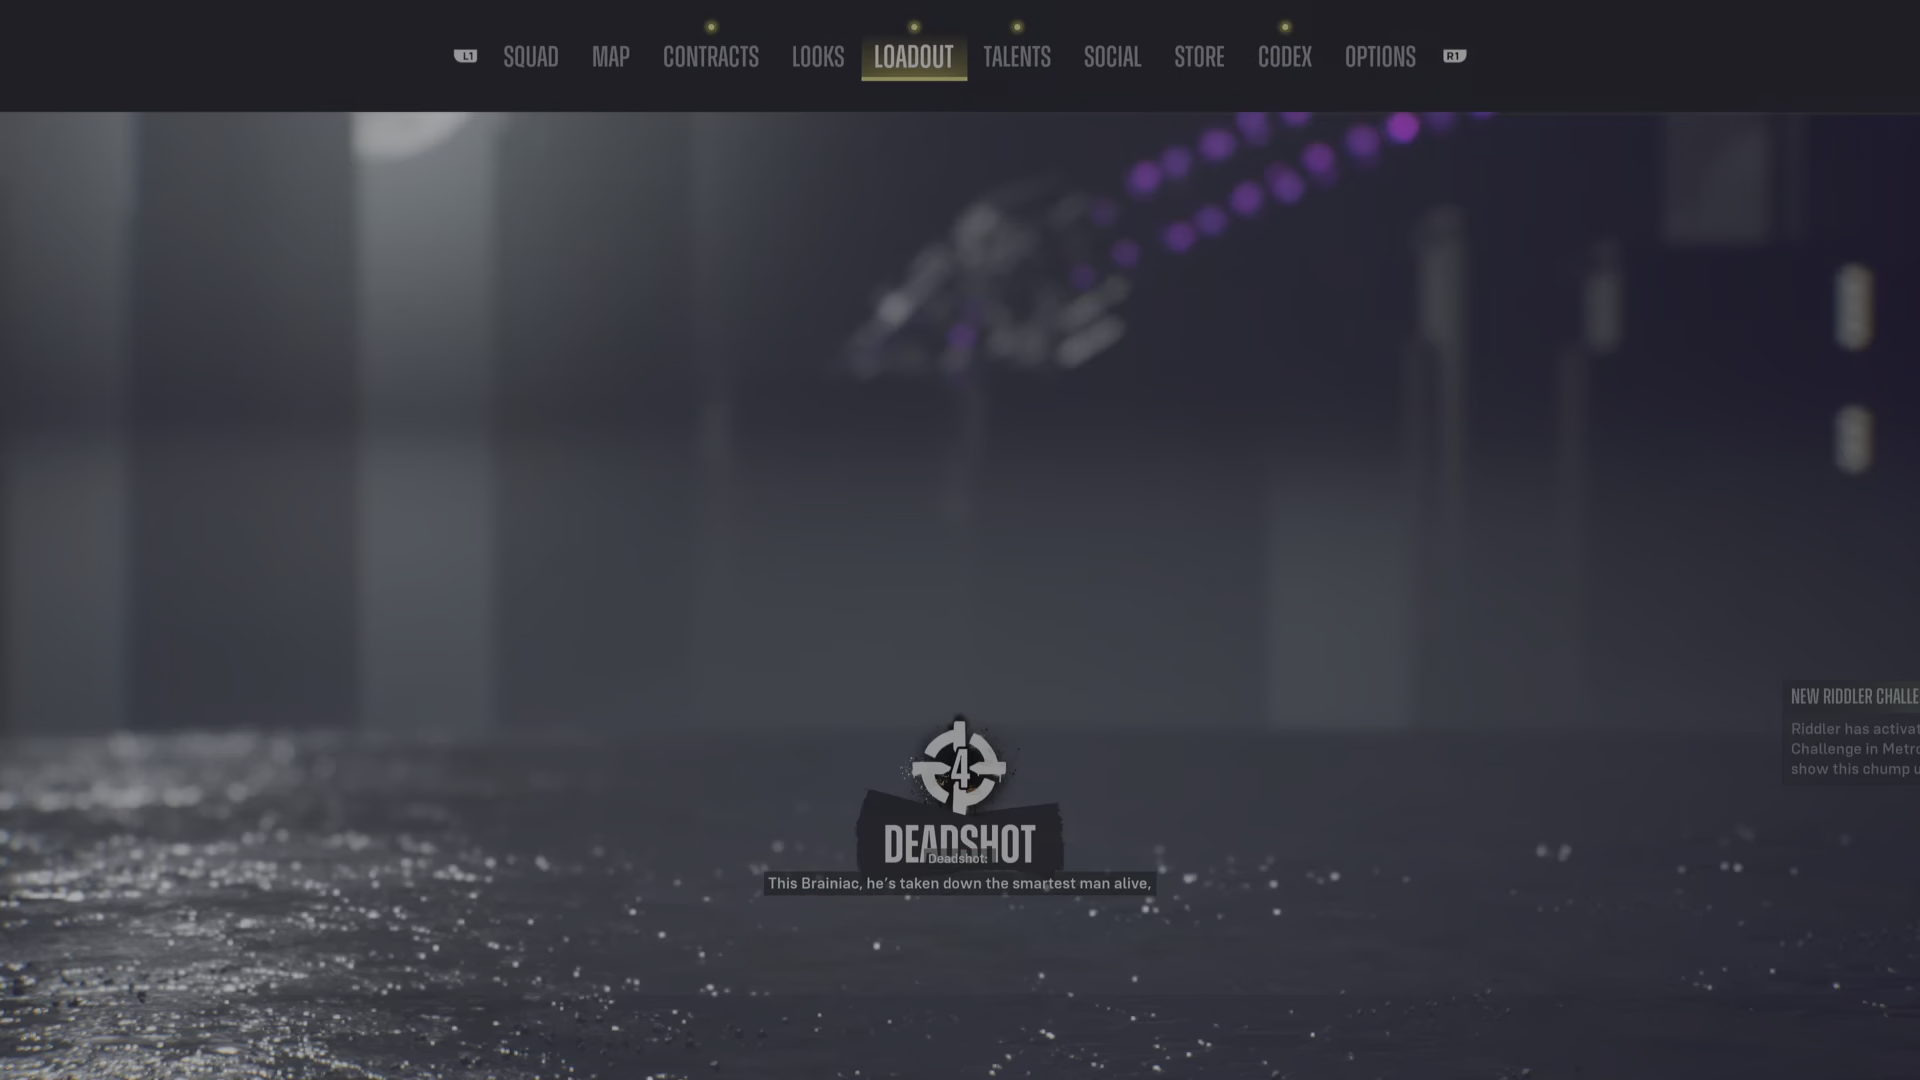 L1 SQUAD MAP CONTRACTS LOOKS LOADOUT TALENTS SOCIAL STORE CODEX OPTIONS R1
NEW RIDDLER CHALLE
Riddler has activat
Challenge in Metro
show this chump u
4
DEADSHOT
Deadshot:
This Brainiac, he's taken down the smartest man alive,